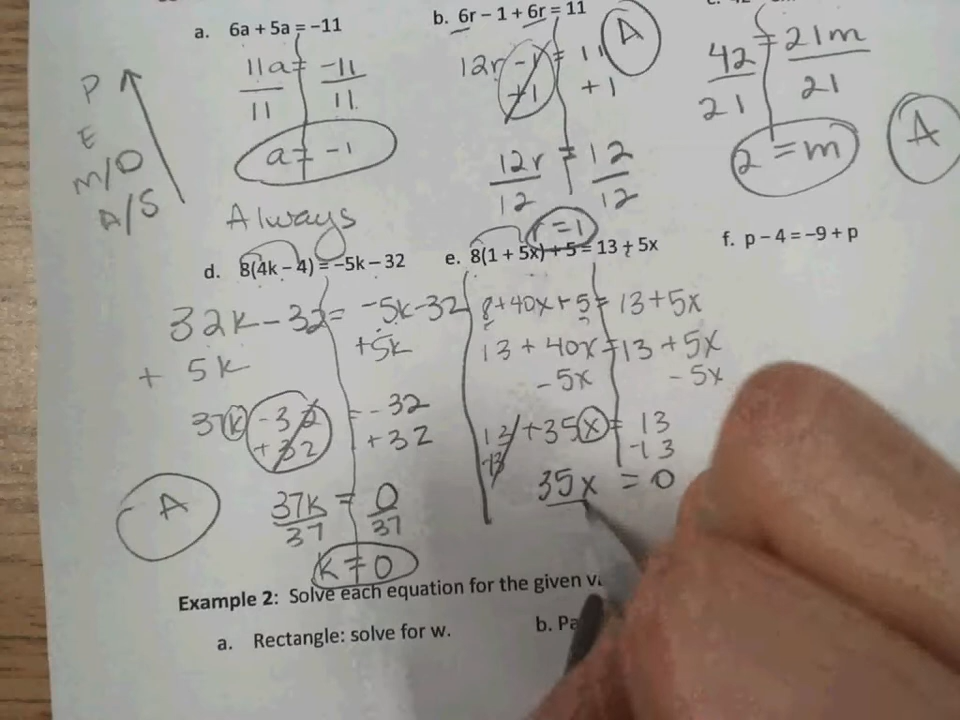 a. 6a + 5a = -11
11a = -11
11 11
a = -1
Always
P
E
M/D
A/S
b. 6r – 1 + 6r = 11
12r - 1 = 11
+1 +1
12r = 12
12 12
r = 1
A
42 = 21m
21 21
2 = m
A
d. 8(4k – 4) = –5k – 32
32k - 32 = -5k - 32
+ 5k +5k
37k - 32 = - 32
+ 32 + 32
37k = 0
37 37
k = 0
A
e. 8(1 + 5x) + 5 = 13 + 5x
8 + 40x + 5 = 13 + 5x
13 + 40x = 13 + 5x
- 5x - 5x
13 + 35x = 13
-13 -13
35x = 0
f. p – 4 = –9 + p
Example 2: Solve each equation for the given
a. Rectangle: solve for w.
b.